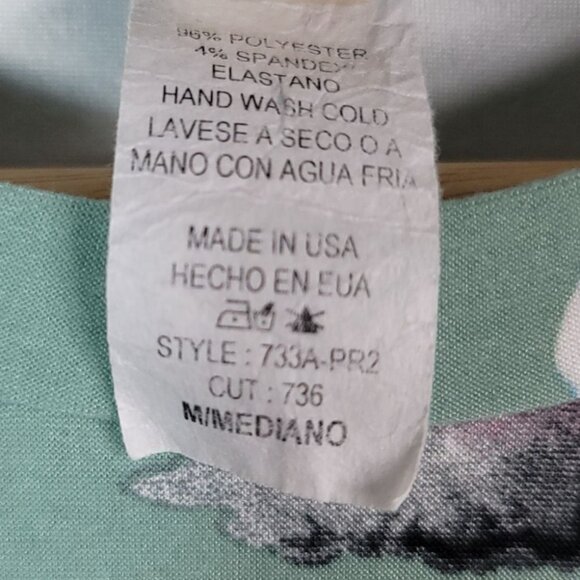 96% POLYESTER
4% SPANDEX
ELASTANO
HAND WASH COLD
LAVESE A SECO O A
MANO CON AGUA FRIA
MADE IN USA
HECHO EN EUA
STYLE : 733A-PR2
CUT : 736
M/MEDIANO